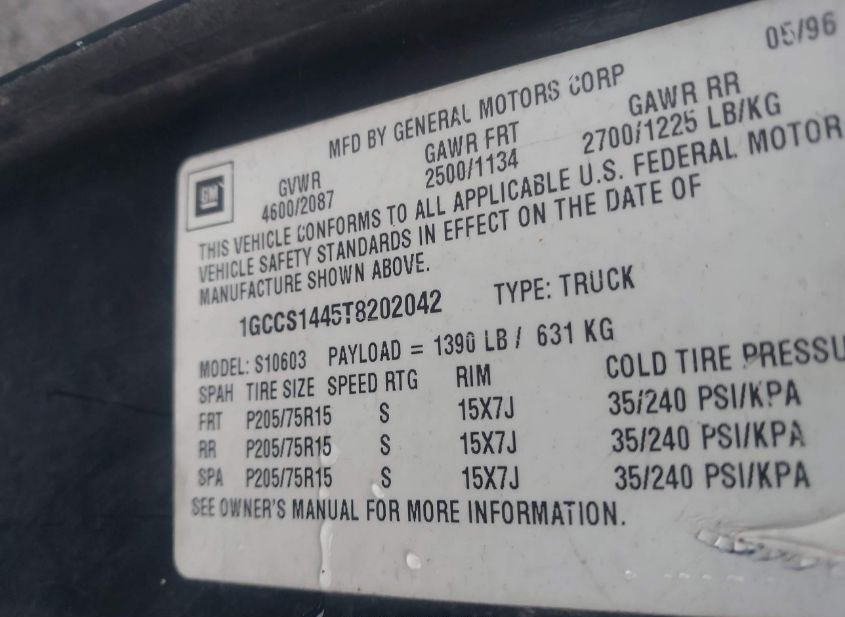 05/96
MFD BY GENERAL MOTORS CORP
GVWR GAWR FRT GAWR RR
4600/2087 2500/1134 2700/1225 LB/KG
GM
THIS VEHICLE CONFORMS TO ALL APPLICABLE U.S. FEDERAL MOTOR
VEHICLE SAFETY STANDARDS IN EFFECT ON THE DATE OF
MANUFACTURE SHOWN ABOVE.
1GCCS1445T8202042 TYPE: TRUCK
MODEL: S10603 PAYLOAD = 1390 LB / 631 KG
SPAH TIRE SIZE SPEED RTG RIM COLD TIRE PRESSU
FRT P205/75R15 S 15X7J 35/240 PSI/KPA
RR P205/75R15 S 15X7J 35/240 PSI/KPA
SPA P205/75R15 S 15X7J 35/240 PSI/KPA
SEE OWNER'S MANUAL FOR MORE INFORMATION.